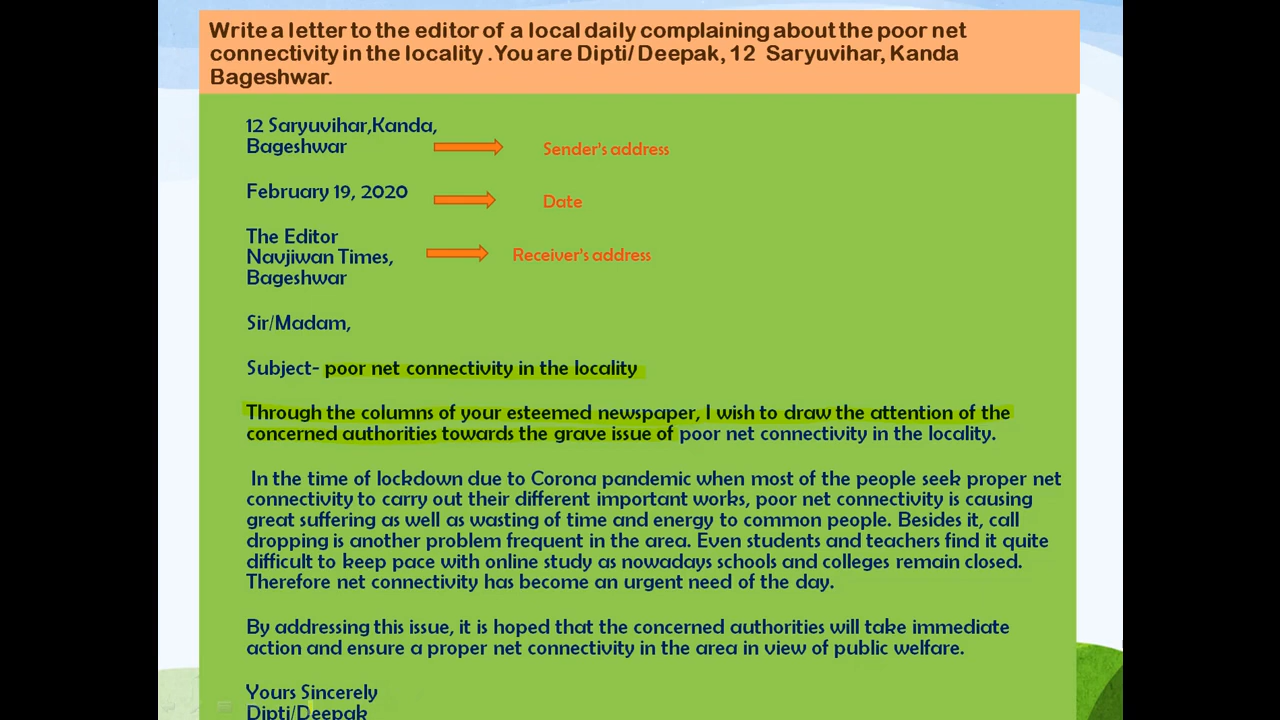 Write a letter to the editor of a local daily complaining about the poor net
connectivity in the locality . You are Dipti/ Deepak, 12 Saryuvihar, Kanda
Bageshwar.
12 Saryuvihar,Kanda,
Bageshwar
Sender's address
February 19, 2020
Date
The Editor
Navjiwan Times,
Bageshwar
Receiver's address
Sir/Madam,
Subject- poor net connectivity in the locality
Through the columns of your esteemed newspaper, I wish to draw the attention of the
concerned authorities towards the grave issue of poor net connectivity in the locality.
In the time of lockdown due to Corona pandemic when most of the people seek proper net
connectivity to carry out their different important works, poor net connectivity is causing
great suffering as well as wasting of time and energy to common people. Besides it, call
dropping is another problem frequent in the area. Even students and teachers find it quite
difficult to keep pace with online study as nowadays schools and colleges remain closed.
Therefore net connectivity has become an urgent need of the day.
By addressing this issue, it is hoped that the concerned authorities will take immediate
action and ensure a proper net connectivity in the area in view of public welfare.
Yours Sincerely
Dipti/Deepak